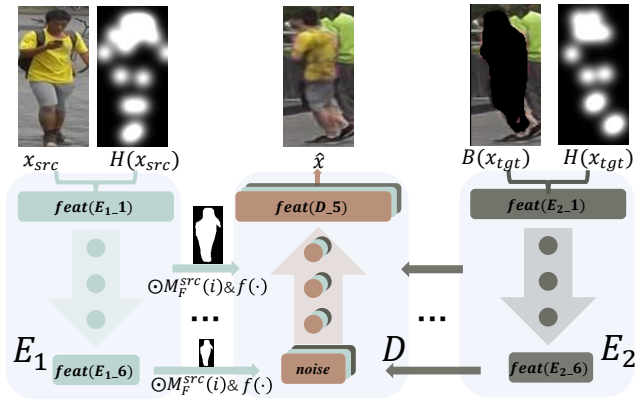 x_src H(x_src) x̂ B(x_tgt) H(x_tgt)
feat(E_1_1) feat(D_5) feat(E_2_1)
⊙M_F^src(i)&f(·)
... ...
E_1 D E_2
feat(E_1_6) noise feat(E_2_6)
⊙M_F^src(i)&f(·)